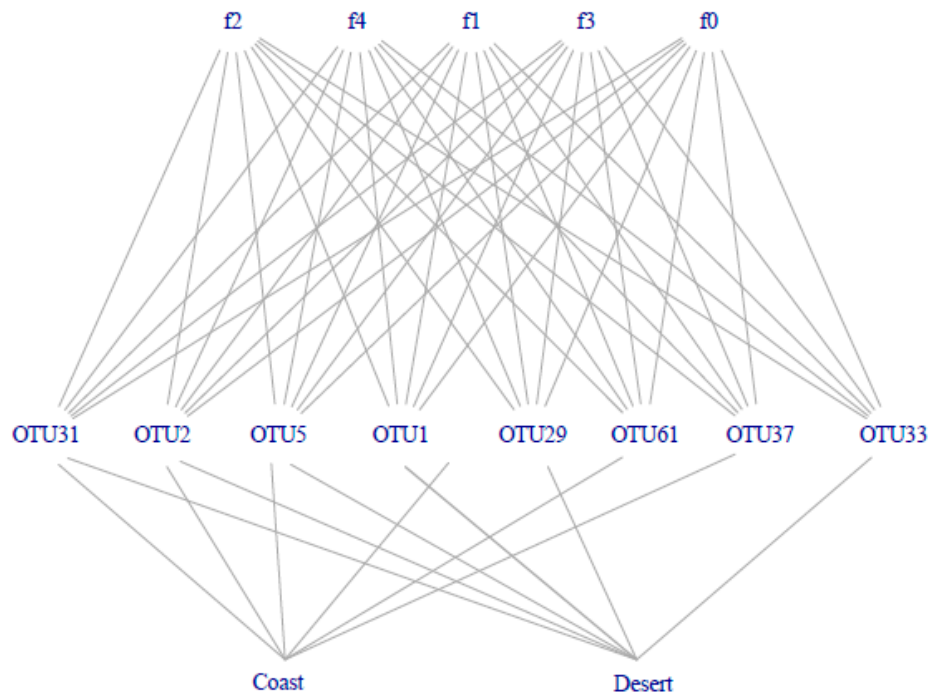 f2 f4 f1 f3 f0
OTU31 OTU2 OTU5 OTU1 OTU29 OTU61 OTU37 OTU33
Coast Desert